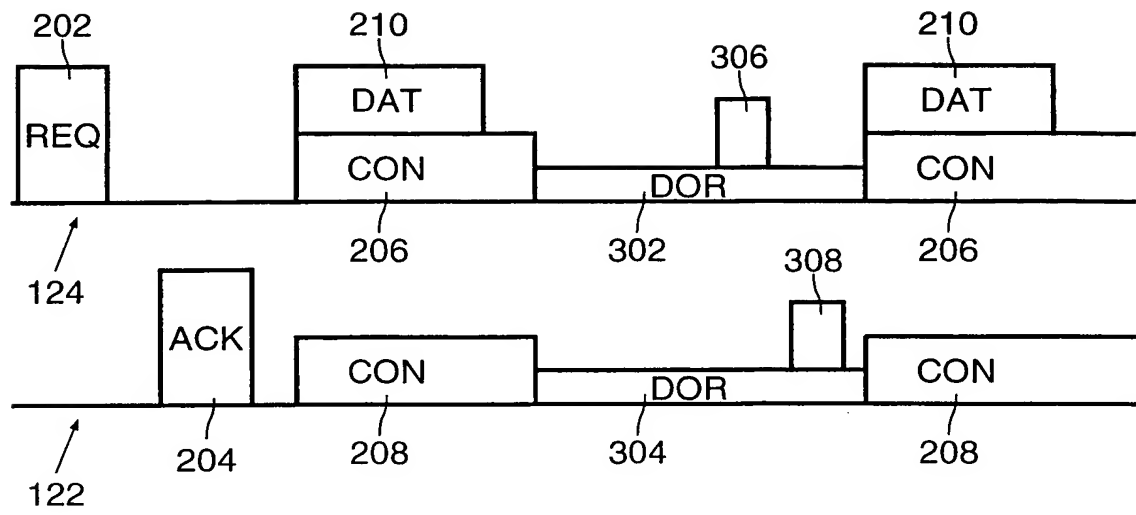 202 210 210
306
REQ DAT DAT
CON CON
DOR
206 302 206
124 308
ACK CON CON
DOR
204 208 304 208
122